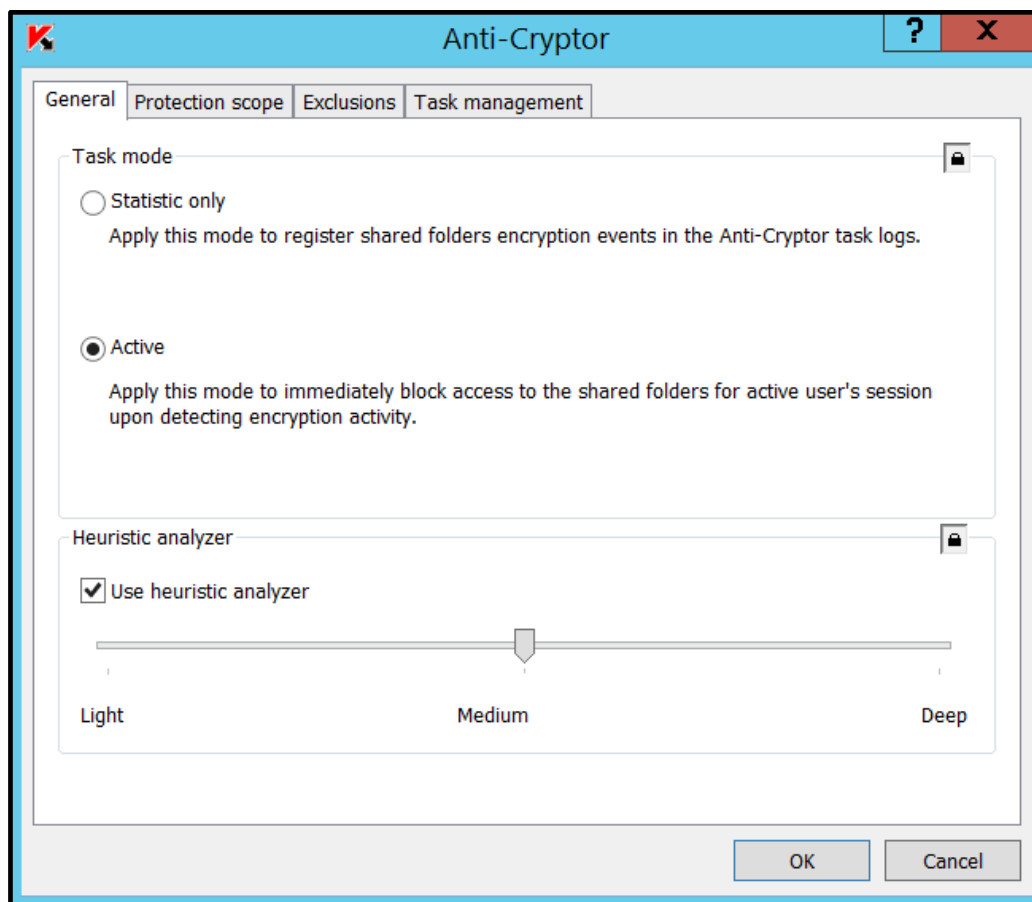 Anti-Cryptor
?
X
General
Protection scope
Exclusions
Task management
Task mode
Statistic only
Apply this mode to register shared folders encryption events in the Anti-Cryptor task logs.
Active
Apply this mode to immediately block access to the shared folders for active user's session
upon detecting encryption activity.
Heuristic analyzer
Use heuristic analyzer
Light
Medium
Deep
OK
Cancel